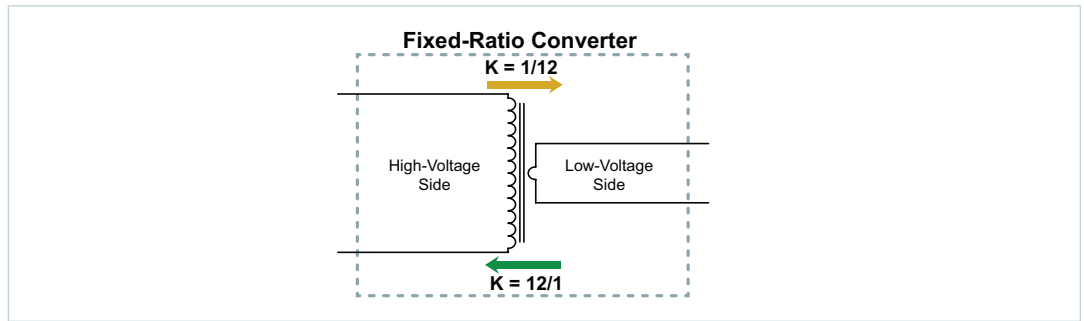 Fixed-Ratio Converter
K = 1/12
High-Voltage
Side
Low-Voltage
Side
K = 12/1